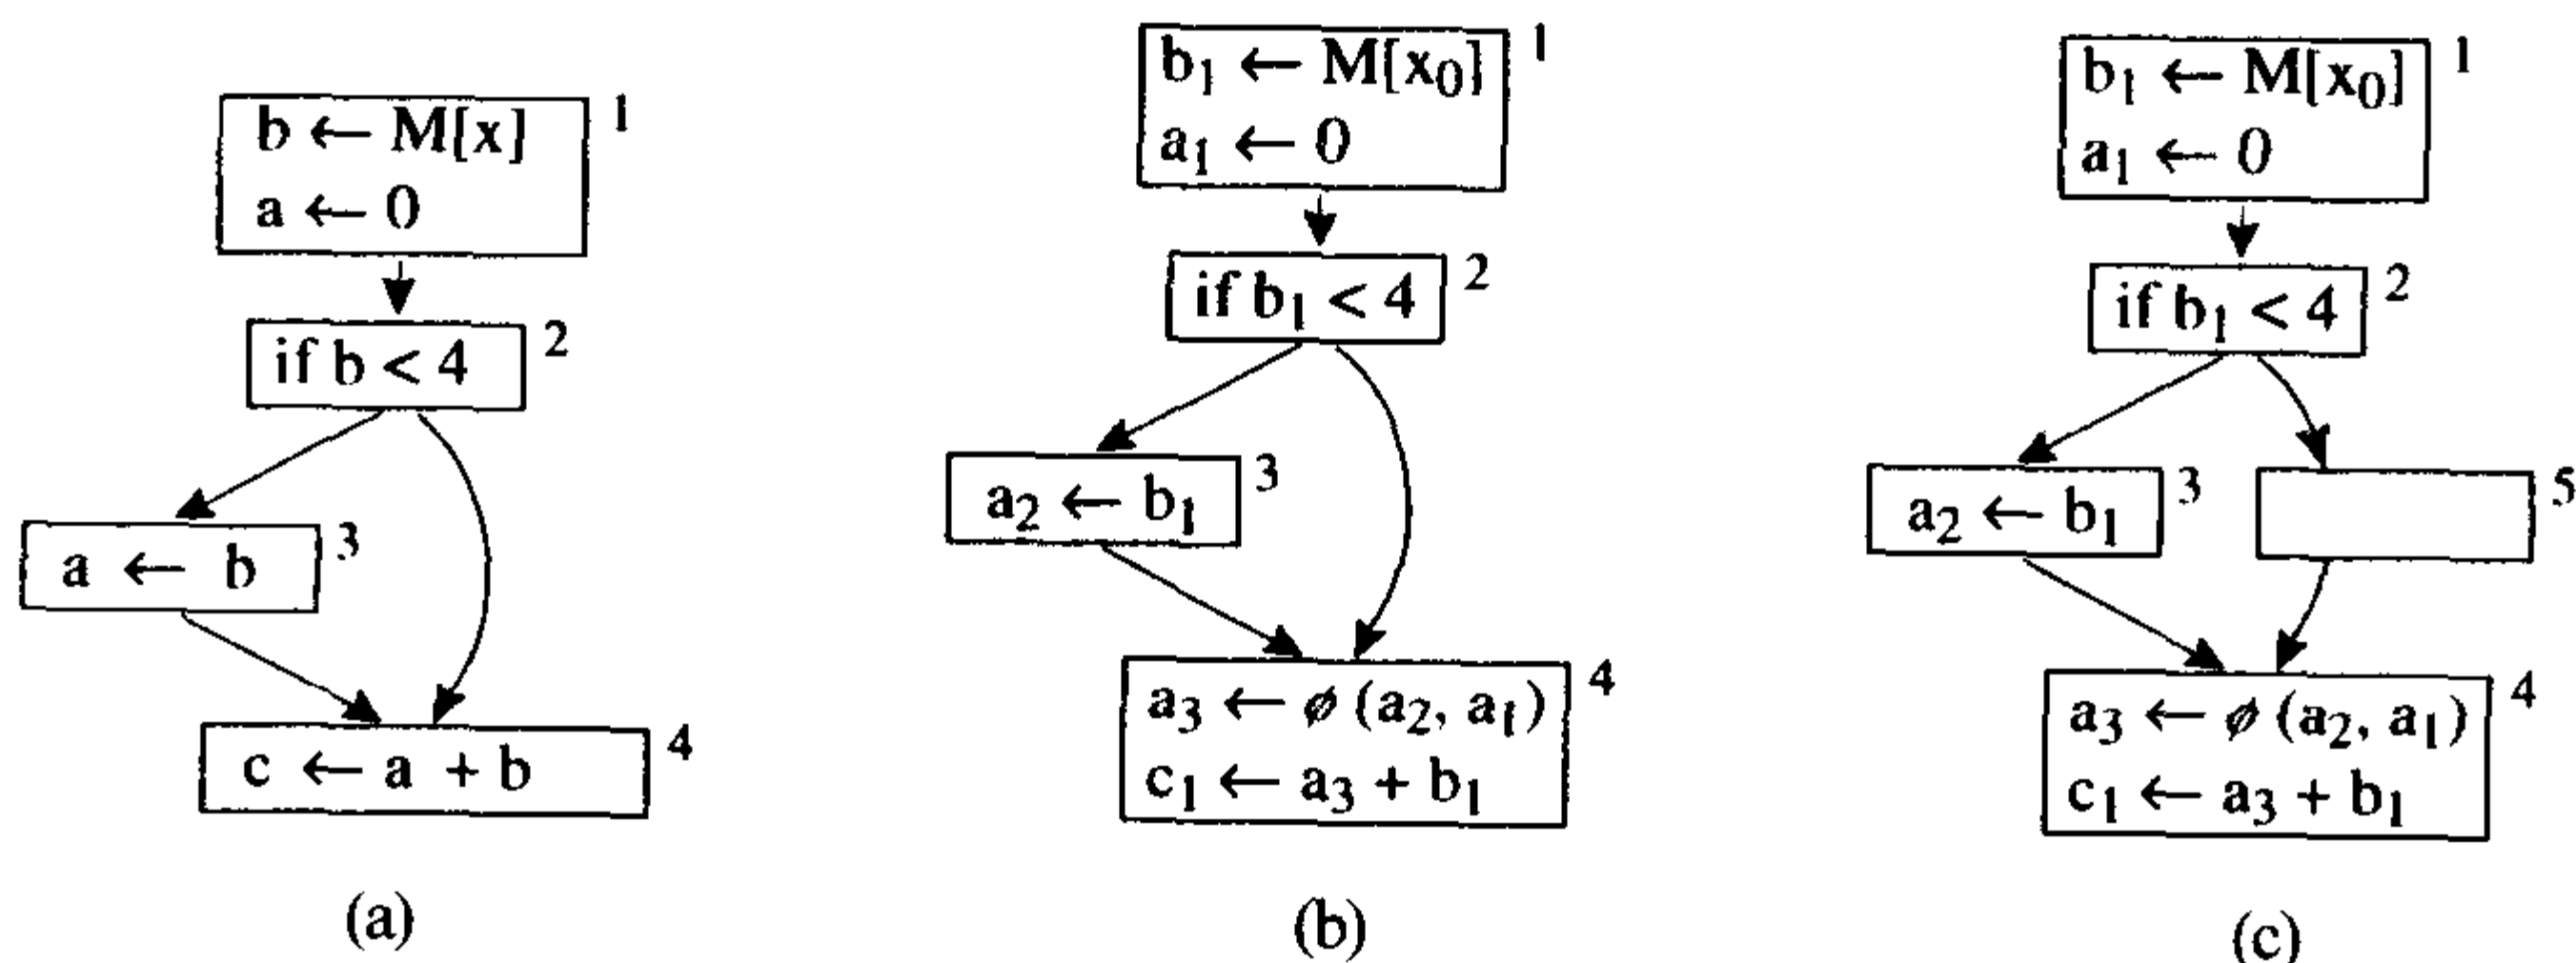 b ← M[x]
a ← 0
1
if b < 4
2
a ← b
3
c ← a + b
4
(a)
b₁ ← M[x₀]
a₁ ← 0
1
if b₁ < 4
2
a₂ ← b₁
3
a₃ ← ø (a₂, a₁)
c₁ ← a₃ + b₁
4
(b)
b₁ ← M[x₀]
a₁ ← 0
1
if b₁ < 4
2
a₂ ← b₁
3
5
a₃ ← ø (a₂, a₁)
c₁ ← a₃ + b₁
4
(c)